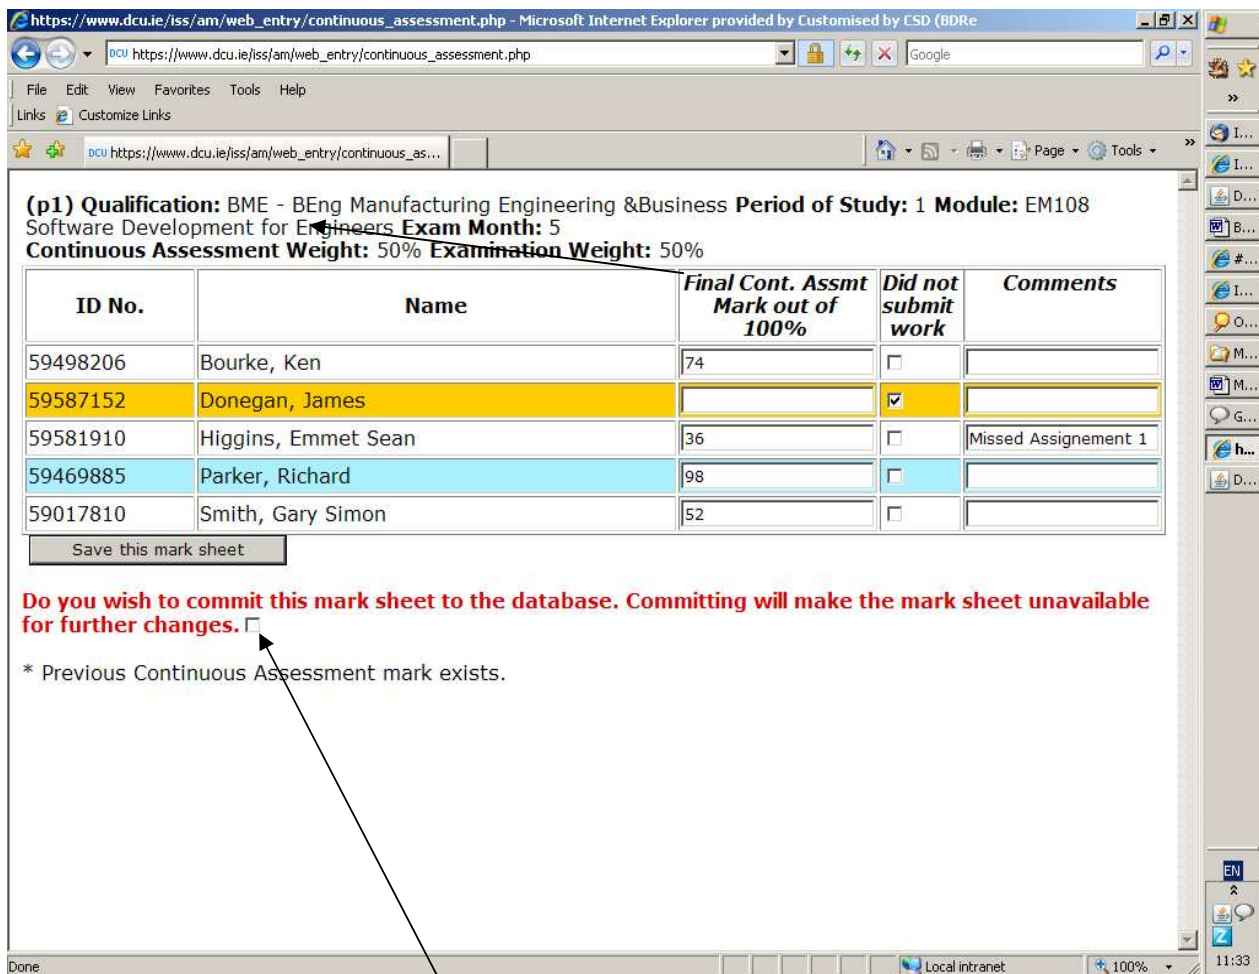 https://www.dcu.ie/iss/am/web_entry/continuous_assessment.php - Microsoft Internet Explorer provided by Customised by CSD (BDRe
DCU https://www.dcu.ie/iss/am/web_entry/continuous_assessment.php
Google
File Edit View Favorites Tools Help
Links Customize Links
DCU https://www.dcu.ie/iss/am/web_entry/continuous_as...
Page Tools
(p1) Qualification: BME - BEng Manufacturing Engineering &Business Period of Study: 1 Module: EM108
Software Development for Engineers Exam Month: 5
Continuous Assessment Weight: 50% Examination Weight: 50%
ID No. Name Final Cont. Assmt Mark out of 100% Did not submit work Comments
59498206 Bourke, Ken 74
59587152 Donegan, James
59581910 Higgins, Emmet Sean 36 Missed Assignement 1
59469885 Parker, Richard 98
59017810 Smith, Gary Simon 52
Save this mark sheet
Do you wish to commit this mark sheet to the database. Committing will make the mark sheet unavailable
for further changes.
* Previous Continuous Assessment mark exists.
Done
Local intranet
100%
I...
I...
D...
B...
#...
I...
O...
M...
M...
G...
h...
D...
EN
11:33